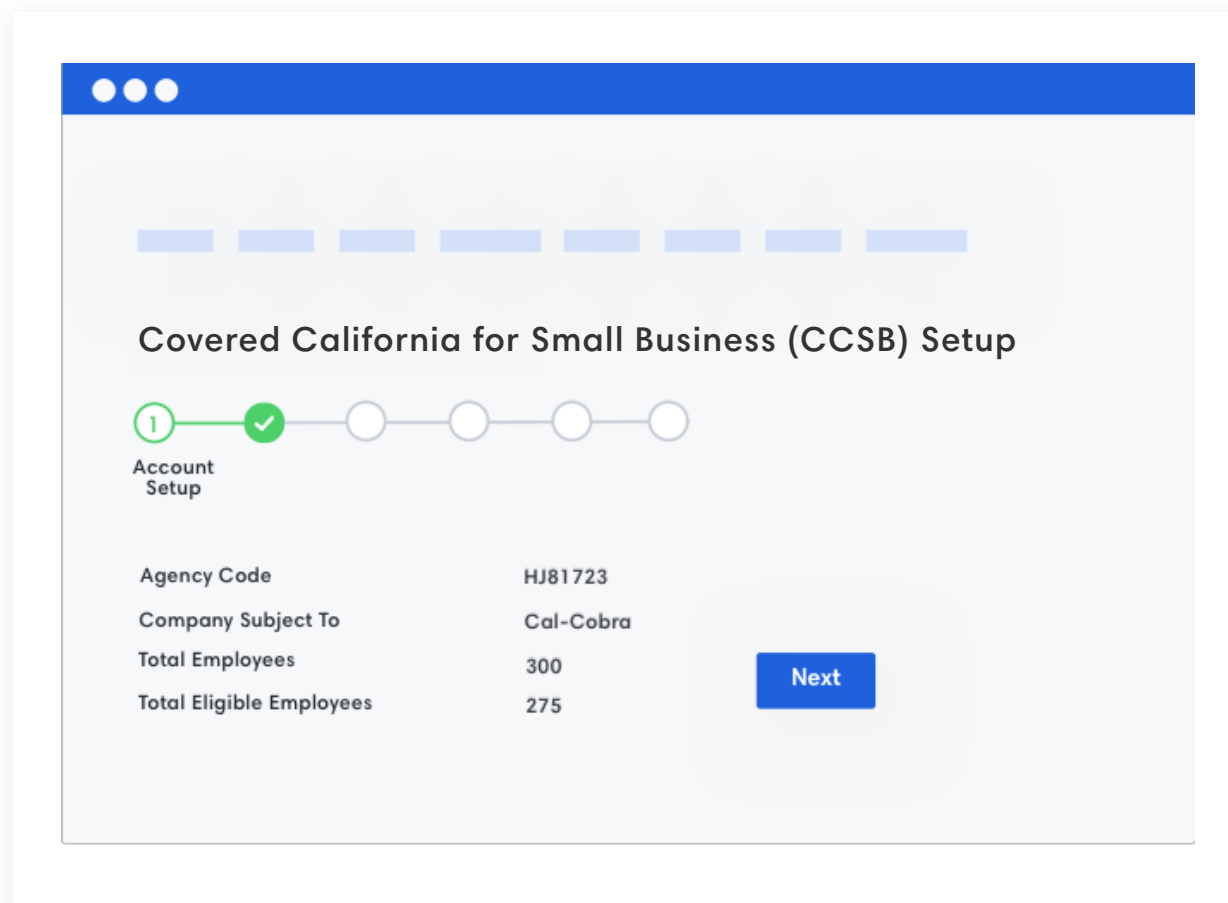 Covered California for Small Business (CCSB) Setup
1
Account
Setup
Agency Code HJ81723
Company Subject To Cal-Cobra
Total Employees 300
Total Eligible Employees 275
Next